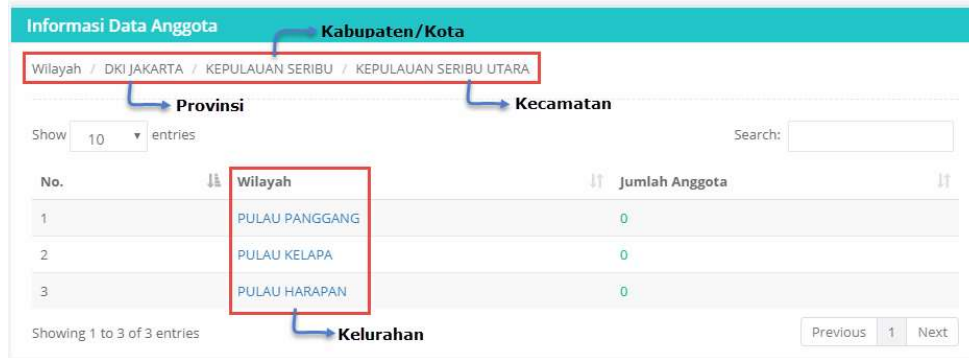 Informasi Data Anggota
Kabupaten/Kota
Wilayah / DKI JAKARTA / KEPULAUAN SERIBU / KEPULAUAN SERIBU UTARA
Provinsi Kecamatan
Show 10 entries Search:
No. Wilayah Jumlah Anggota
1 PULAU PANGGANG 0
2 PULAU KELAPA 0
3 PULAU HARAPAN 0
Showing 1 to 3 of 3 entries Kelurahan Previous 1 Next